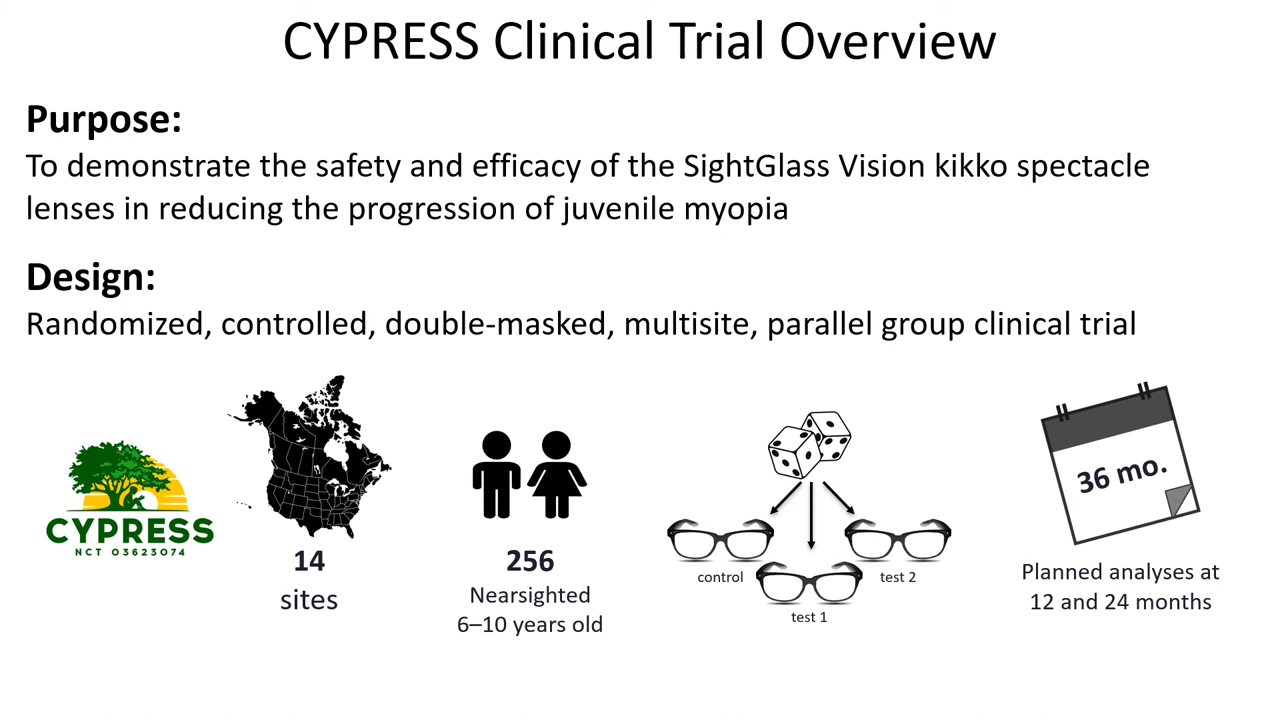 CYPRESS Clinical Trial Overview
Purpose:
To demonstrate the safety and efficacy of the SightGlass Vision kikko spectacle
lenses in reducing the progression of juvenile myopia
Design:
Randomized, controlled, double-masked, multisite, parallel group clinical trial
CYPRESS
NCT 03623074
14
sites
256
Nearsighted
6–10 years old
control
test 1
test 2
36 mo.
Planned analyses at
12 and 24 months